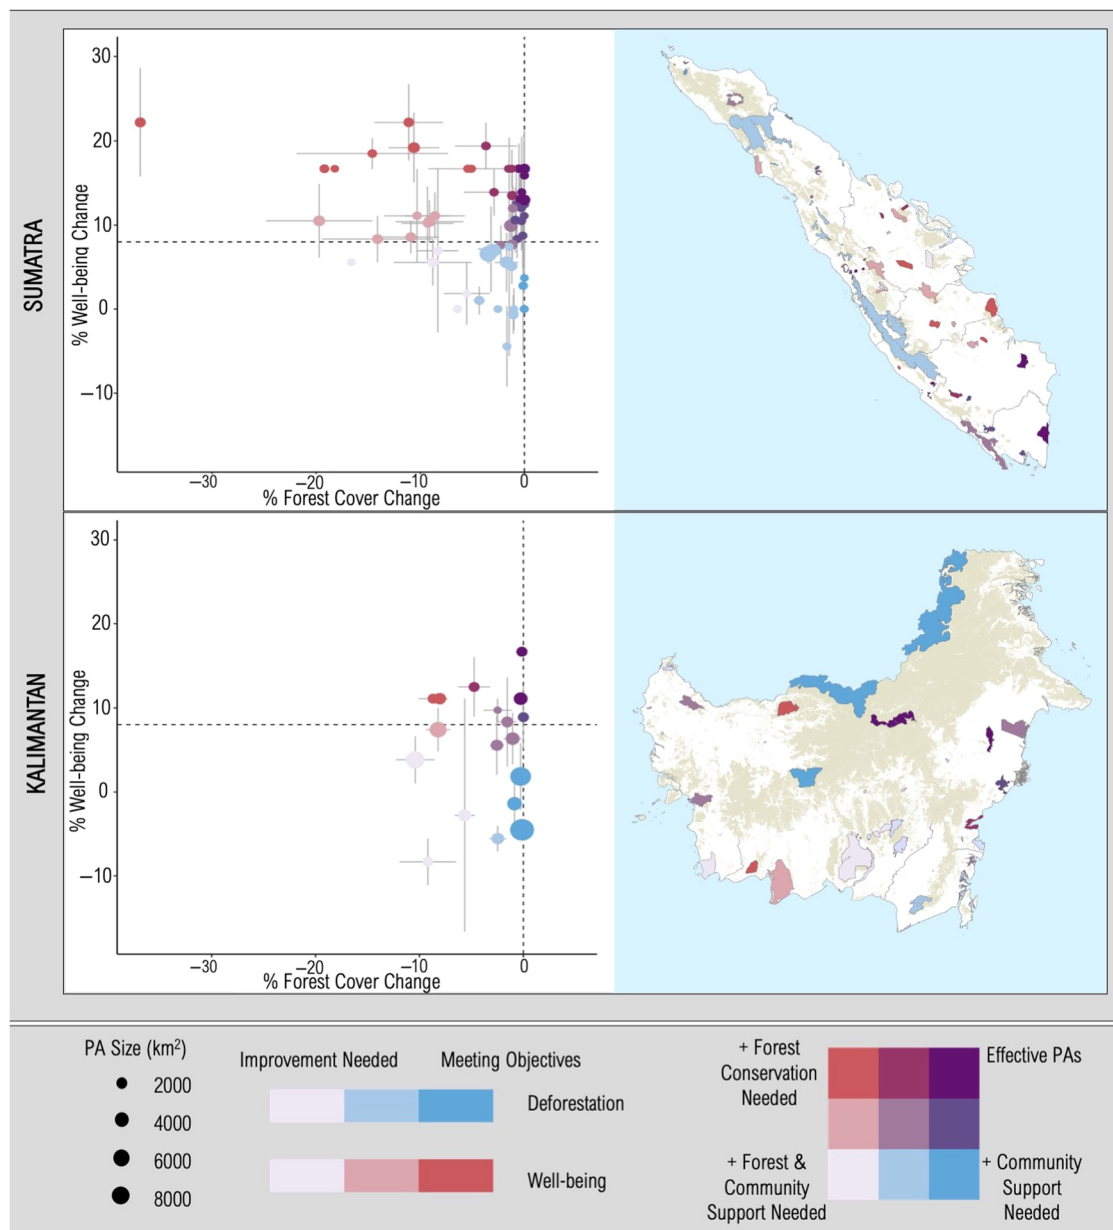 SUMATRA
% Well-being Change
30
20
10
0
−10
−30
−20
−10
0
% Forest Cover Change
KALIMANTAN
% Well-being Change
30
20
10
0
−10
−30
−20
−10
0
% Forest Cover Change
PA Size (km²)
2000
4000
6000
8000
Improvement Needed
Meeting Objectives
Deforestation
Well-being
+ Forest
Conservation
Needed
Effective PAs
+ Forest &
Community
Support Needed
+ Community
Support
Needed